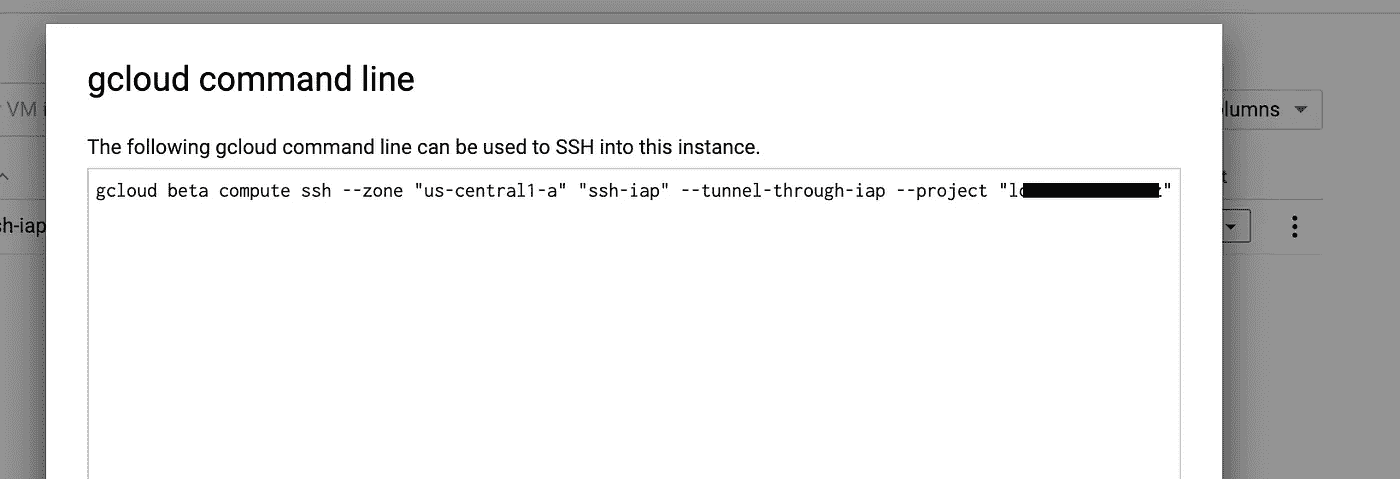 gcloud command line
VM
lumns
The following gcloud command line can be used to SSH into this instance.
gcloud beta compute ssh --zone "us-central1-a" "ssh-iap" --tunnel-through-iap --project "
t
sh-iap